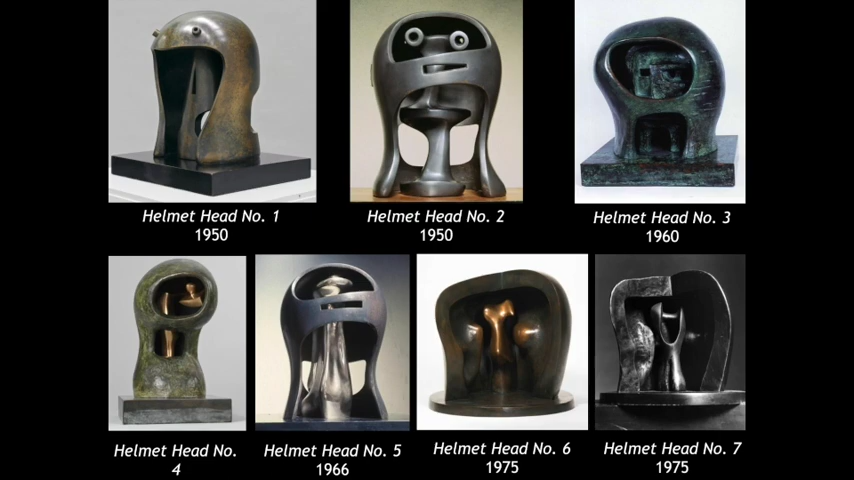 Helmet Head No. 1
1950
Helmet Head No. 2
1950
Helmet Head No. 3
1960
Helmet Head No.
4
Helmet Head No. 5
1966
Helmet Head No. 6
1975
Helmet Head No. 7
1975